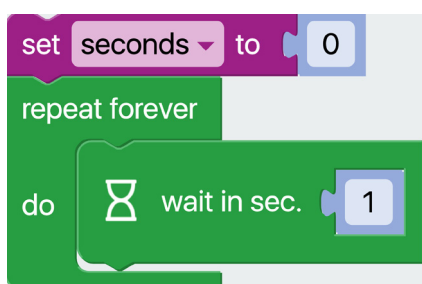 set seconds to 0
repeat forever
do wait in sec. 1